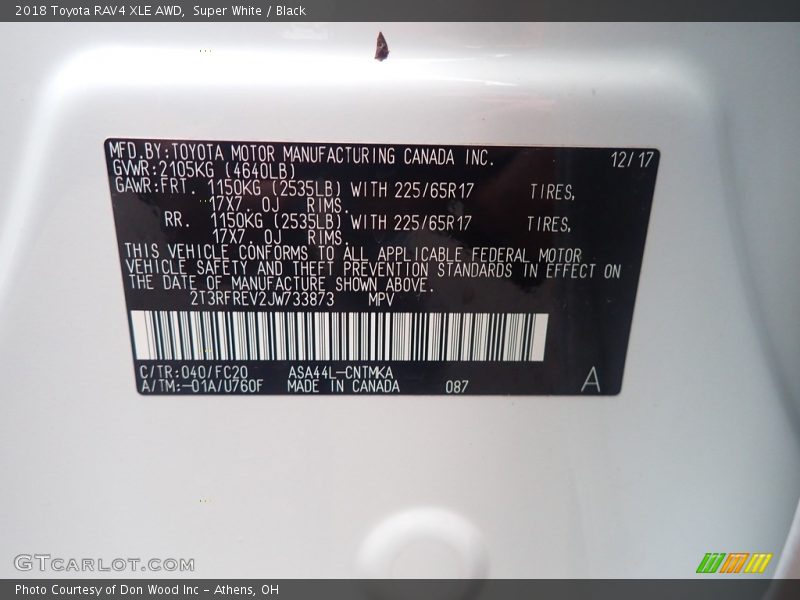 2018 Toyota RAV4 XLE AWD, Super White / Black
MFD.BY:TOYOTA MOTOR MANUFACTURING CANADA INC. 12/17
GVWR:2105KG (4640LB)
GAWR:FRT. 1150KG (2535LB) WITH 225/65R17 TIRES,
17X7.0J RIMS.
RR. 1150KG (2535LB) WITH 225/65R17 TIRES,
17X7.0J RIMS.
THIS VEHICLE CONFORMS TO ALL APPLICABLE FEDERAL MOTOR
VEHICLE SAFETY AND THEFT PREVENTION STANDARDS IN EFFECT ON
THE DATE OF MANUFACTURE SHOWN ABOVE.
2T3RFREV2JW733873 MPV
C/TR:040/FC20 ASA44L-CNTMKA
A/TM:-01A/U760F MADE IN CANADA 087 A
GTCARLOT.COM
Photo Courtesy of Don Wood Inc - Athens, OH